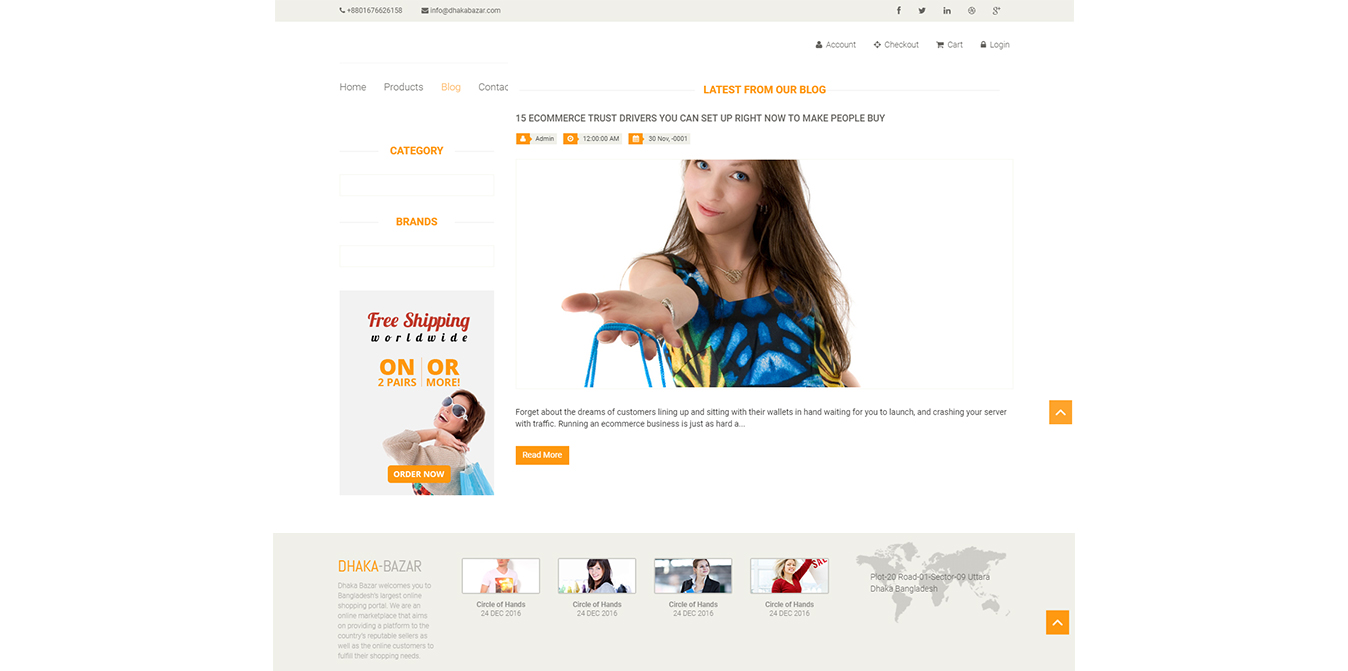 +8801676626158 info@dhakabazar.com
Account Checkout Cart Login
Home Products Blog Contac
LATEST FROM OUR BLOG
15 ECOMMERCE TRUST DRIVERS YOU CAN SET UP RIGHT NOW TO MAKE PEOPLE BUY
Admin 12:00:00 AM 30 Nov, -0001
CATEGORY
BRANDS
Free Shipping
worldwide
ON OR
2 PAIRS MORE!
ORDER NOW
Forget about the dreams of customers lining up and sitting with their wallets in hand waiting for you to launch, and crashing your server
with traffic. Running an ecommerce business is just as hard a...
Read More
DHAKA-BAZAR
Dhaka Bazar welcomes you to
Bangladesh's largest online
shopping portal. We are an
online marketplace that aims
on providing a platform to the
country's reputable sellers as
well as the online customers to
fulfill their shopping needs.
SALE
Circle of Hands Circle of Hands Circle of Hands Circle of Hands
24 DEC 2016 24 DEC 2016 24 DEC 2016 24 DEC 2016
Plot-20 Road-01-Sector-09 Uttara
Dhaka Bangladesh